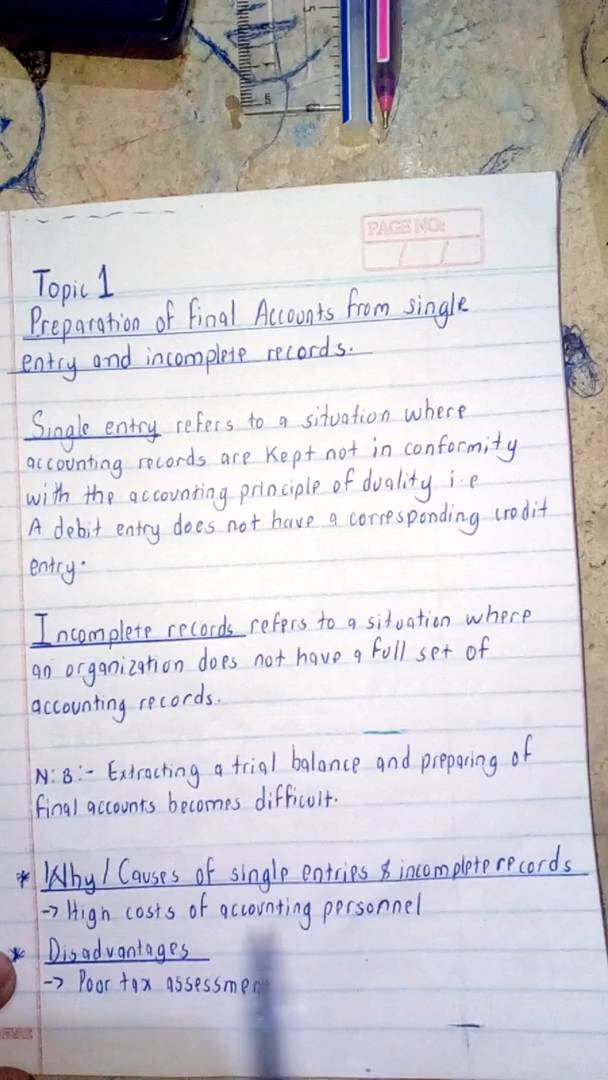 PAGE NO:
Topic 1
Preparation of Final Accounts from single
entry and incomplete records.
Single entry refers to a situation where
accounting records are Kept not in conformity
with the accounting principle of duality i.e
A debit entry does not have a corresponding credit
entry.
Incomplete records refers to a situation where
an organization does not have a full set of
accounting records.
N:B:- Extracting a trial balance and preparing of
final accounts becomes difficult.
* Why / Causes of single entries & incomplete records
-> High costs of accounting personnel
* Disadvantages
-> Poor tax assessmen